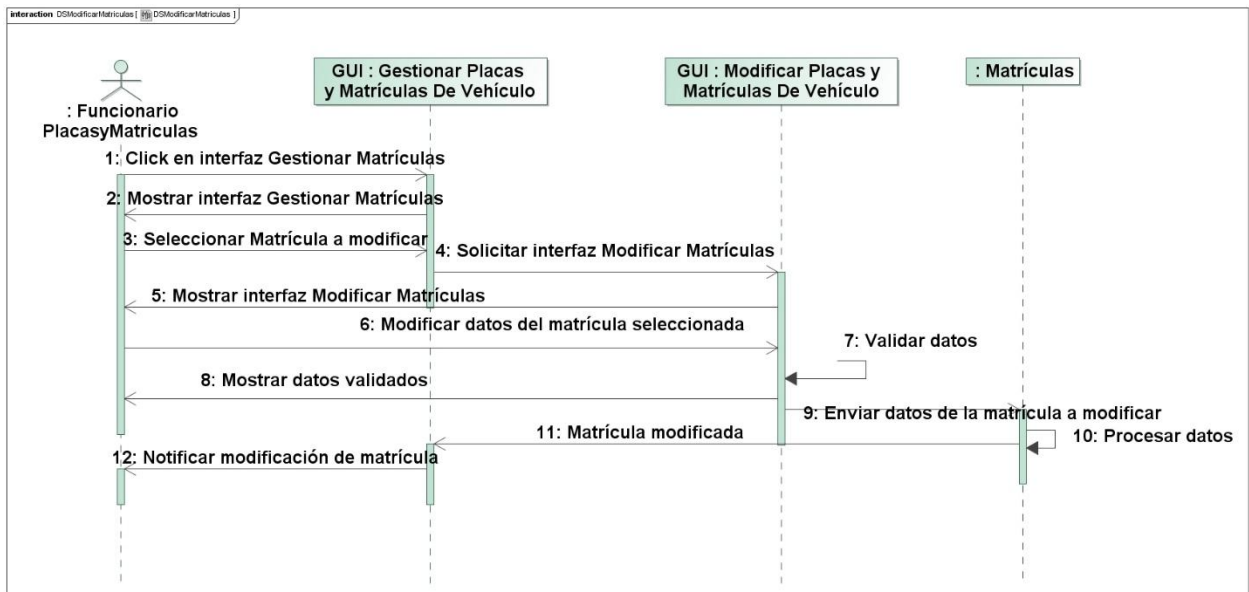 interaction DSModificarMatriculas [ DSModificarMatriculas ]
: Funcionario
PlacasyMatriculas
GUI : Gestionar Placas
y Matrículas De Vehículo
GUI : Modificar Placas y
Matrículas De Vehículo
: Matrículas
1: Click en interfaz Gestionar Matrículas
2: Mostrar interfaz Gestionar Matrículas
3: Seleccionar Matrícula a modificar
4: Solicitar interfaz Modificar Matrículas
5: Mostrar interfaz Modificar Matrículas
6: Modificar datos del matrícula seleccionada
7: Validar datos
8: Mostrar datos validados
9: Enviar datos de la matrícula a modificar
10: Procesar datos
11: Matrícula modificada
12: Notificar modificación de matrícula